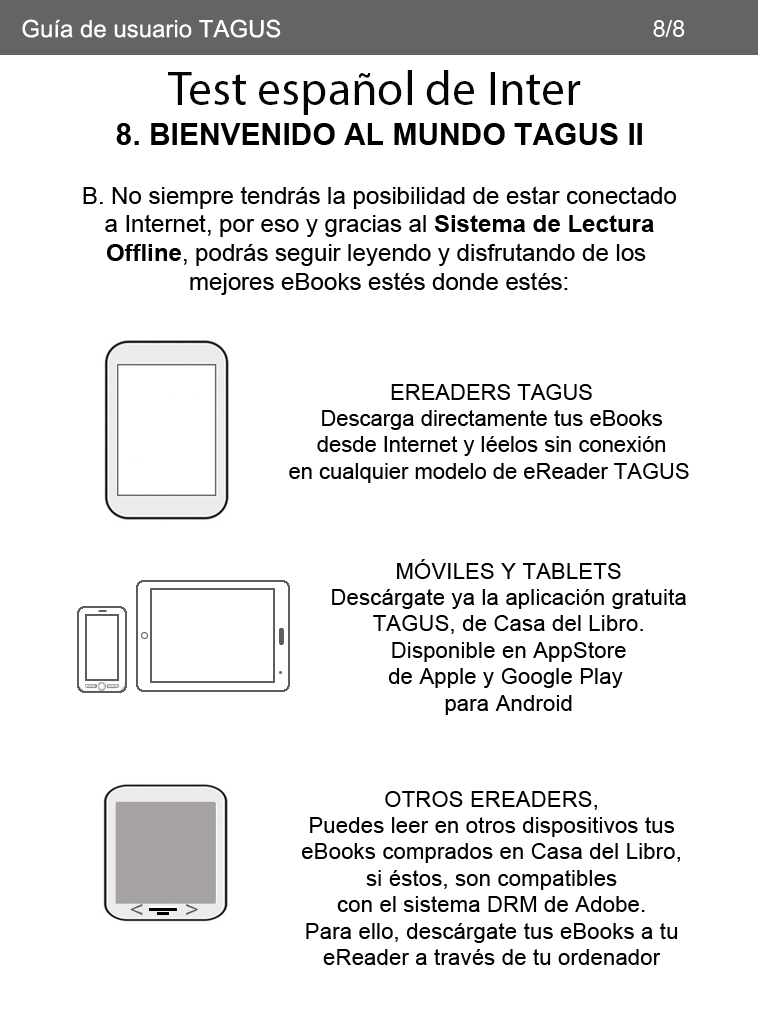 Guía de usuario TAGUS 8/8
Test español de Inter
8. BIENVENIDO AL MUNDO TAGUS II
B. No siempre tendrás la posibilidad de estar conectado
a Internet, por eso y gracias al Sistema de Lectura
Offline, podrás seguir leyendo y disfrutando de los
mejores eBooks estés donde estés:
EREADERS TAGUS
Descarga directamente tus eBooks
desde Internet y léelos sin conexión
en cualquier modelo de eReader TAGUS
MÓVILES Y TABLETS
Descárgate ya la aplicación gratuita
TAGUS, de Casa del Libro.
Disponible en AppStore
de Apple y Google Play
para Android
OTROS EREADERS,
Puedes leer en otros dispositivos tus
eBooks comprados en Casa del Libro,
si éstos, son compatibles
con el sistema DRM de Adobe.
Para ello, descárgate tus eBooks a tu
eReader a través de tu ordenador